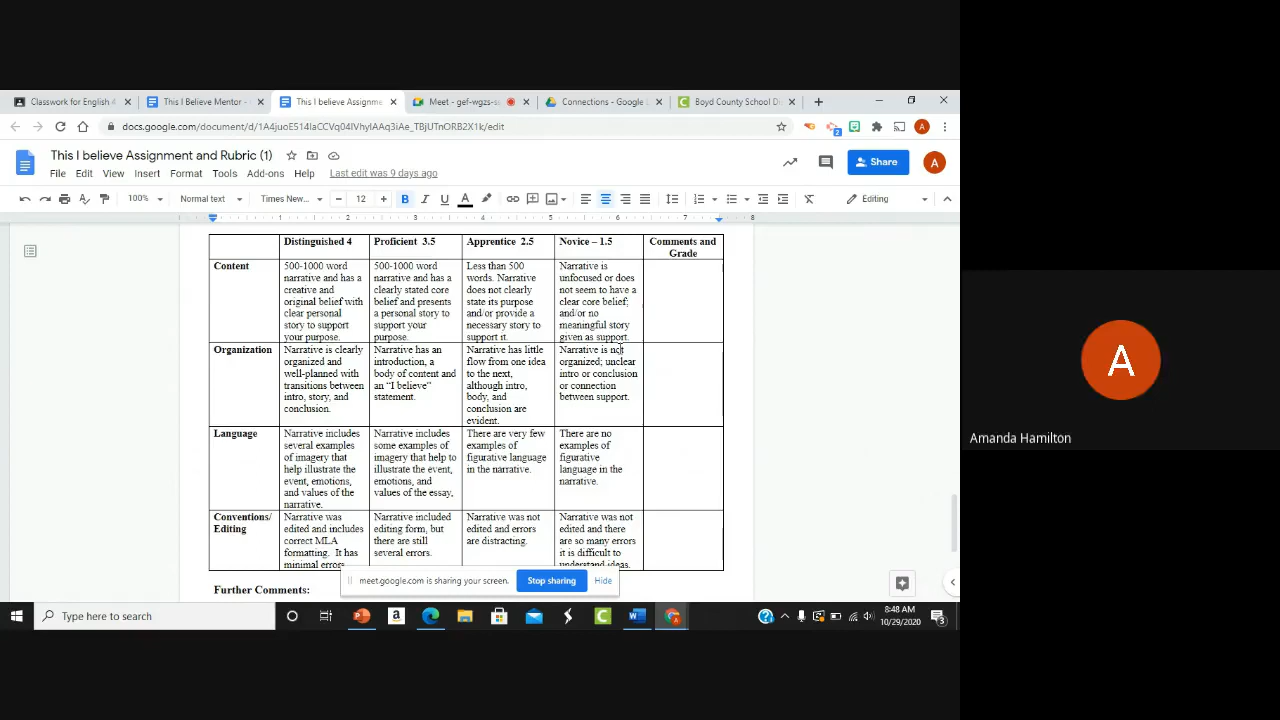 Classwork for English 4
This I Believe Mentor -
This I believe Assignme
Meet - gef-wgzs-s
Connections - Google
Boyd County School Di
docs.google.com/document/d/1A4juoE514IaCCVq04IVhyIAAq3iAe_TBjUTnORB2X1k/edit
2
A
This I believe Assignment and Rubric (1)
Share
A
File Edit View Insert Format Tools Add-ons Help Last edit was 9 days ago
100% Normal text Times New... 12 B I U A Editing
1 2 3 4 5 6 7 8
Distinguished 4 Proficient 3.5 Apprentice 2.5 Novice – 1.5 Comments and
Grade
Content
500-1000 word
narrative and has a
creative and
original belief with
clear personal
story to support
your purpose.
500-1000 word
narrative and has a
clearly stated core
belief and presents
a personal story to
support your
purpose.
Less than 500
words. Narrative
does not clearly
state its purpose
and/or provide a
necessary story to
support it.
Narrative is
unfocused or does
not seem to have a
clear core belief;
and/or no
meaningful story
given as support.
Organization
Narrative is clearly
organized and
well-planned with
transitions between
intro, story, and
conclusion.
Narrative has an
introduction, a
body of content and
an “I believe”
statement.
Narrative has little
flow from one idea
to the next,
although intro,
body, and
conclusion are
evident.
Narrative is not
organized; unclear
intro or conclusion
or connection
between support.
Language
Narrative includes
several examples
of imagery that
help illustrate the
event, emotions,
and values of the
narrative.
Narrative includes
some examples of
imagery that help to
illustrate the event,
emotions, and
values of the essay,
There are very few
examples of
figurative language
in the narrative.
There are no
examples of
figurative
language in the
narrative.
Conventions/
Editing
Narrative was
edited and includes
correct MLA
formatting. It has
minimal errors
Narrative included
editing form, but
there are still
several errors.
Narrative was not
edited and errors
are distracting.
Narrative was not
edited and there
are so many errors
it is difficult to
understand ideas.
Further Comments:
meet.google.com is sharing your screen.
Stop sharing
Hide
Type here to search
8:48 AM
10/29/2020
3
A
Amanda Hamilton